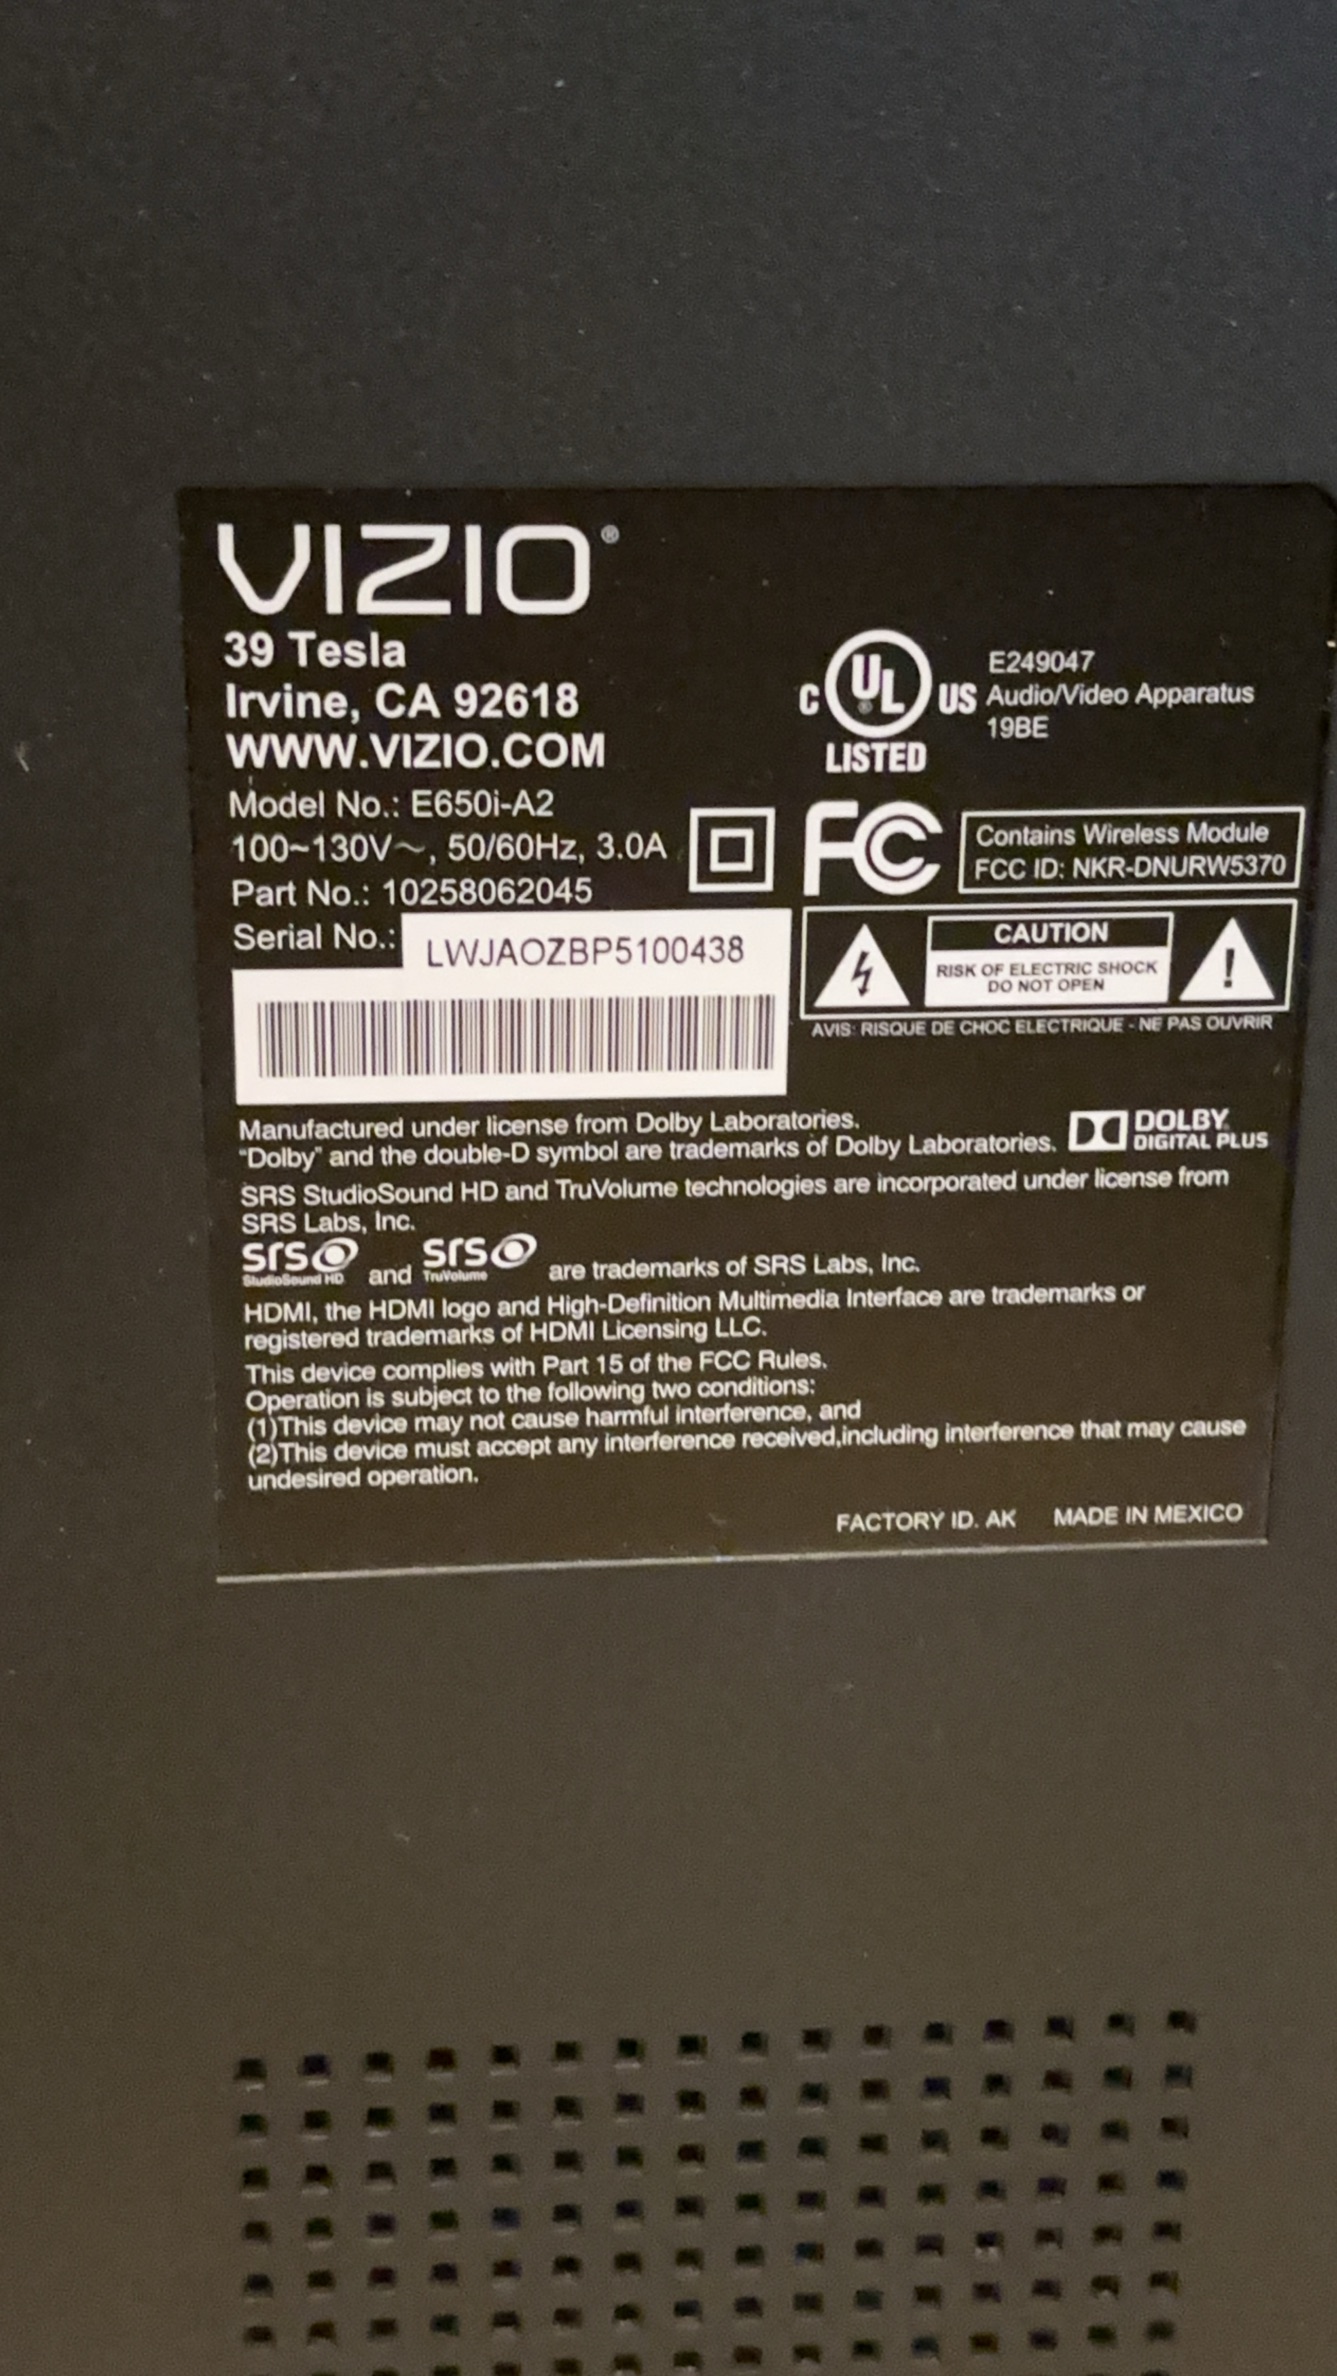 VIZIO®
39 Tesla
Irvine, CA 92618
WWW.VIZIO.COM
Model No.: E650i-A2
100~130V～, 50/60Hz, 3.0A
Part No.: 10258062045
Serial No.: LWJAOZBP5100438
C UL® US
LISTED
E249047
Audio/Video Apparatus
19BE
FC
Contains Wireless Module
FCC ID: NKR-DNURW5370
CAUTION
RISK OF ELECTRIC SHOCK
DO NOT OPEN
!
AVIS: RISQUE DE CHOC ELECTRIQUE - NE PAS OUVRIR
Manufactured under license from Dolby Laboratories.
“Dolby” and the double-D symbol are trademarks of Dolby Laboratories.
DOLBY
DIGITAL PLUS
SRS StudioSound HD and TruVolume technologies are incorporated under license from
SRS Labs, Inc.
SRS StudioSound HD and SRS TruVolume are trademarks of SRS Labs, Inc.
HDMI, the HDMI logo and High-Definition Multimedia Interface are trademarks or
registered trademarks of HDMI Licensing LLC.
This device complies with Part 15 of the FCC Rules.
Operation is subject to the following two conditions:
(1)This device may not cause harmful interference, and
(2)This device must accept any interference received,including interference that may cause
undesired operation.
FACTORY ID. AK MADE IN MEXICO